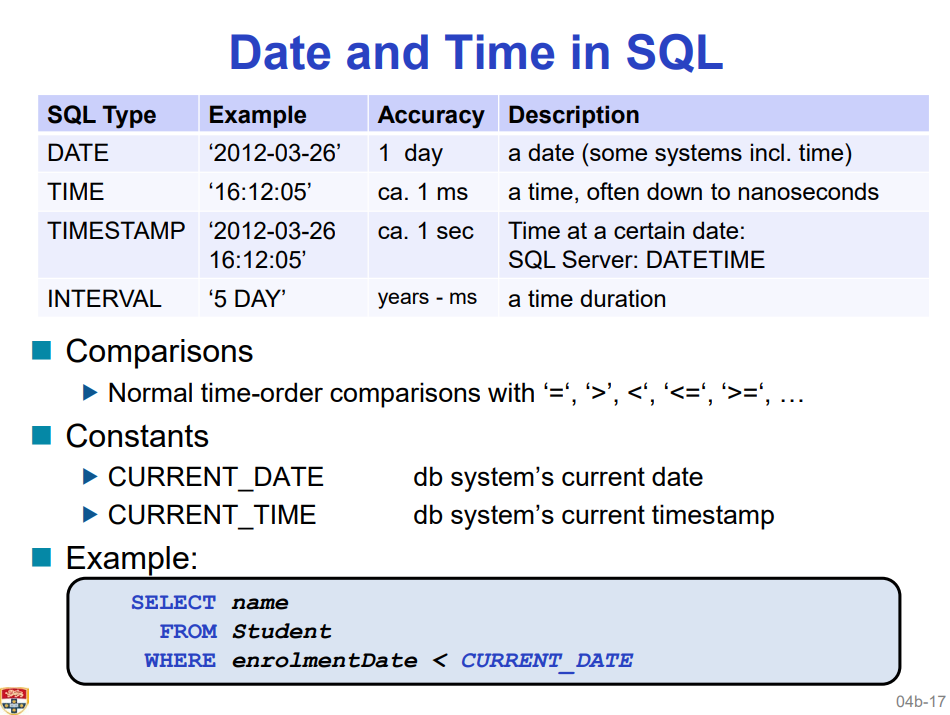 Date and Time in SQL
SQL Type Example Accuracy Description
DATE ‘2012-03-26’ 1 day a date (some systems incl. time)
TIME ‘16:12:05’ ca. 1 ms a time, often down to nanoseconds
TIMESTAMP ‘2012-03-26 ca. 1 sec Time at a certain date:
16:12:05’ SQL Server: DATETIME
INTERVAL ‘5 DAY’ years - ms a time duration
Comparisons
Normal time-order comparisons with ‘=‘, ‘>’, <‘, ‘<=‘, ‘>=‘, …
Constants
CURRENT_DATE db system’s current date
CURRENT_TIME db system’s current timestamp
Example:
SELECT name
FROM Student
WHERE enrolmentDate < CURRENT_DATE
04b-17